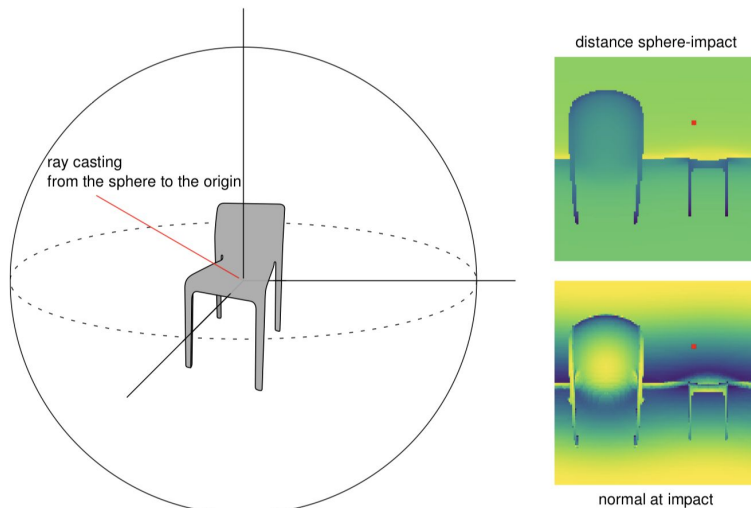 distance sphere-impact
ray casting
from the sphere to the origin
normal at impact